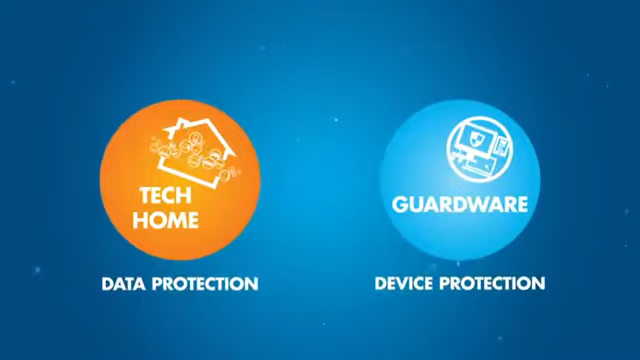 TECH
HOME
GUARDWARE
DATA PROTECTION
DEVICE PROTECTION